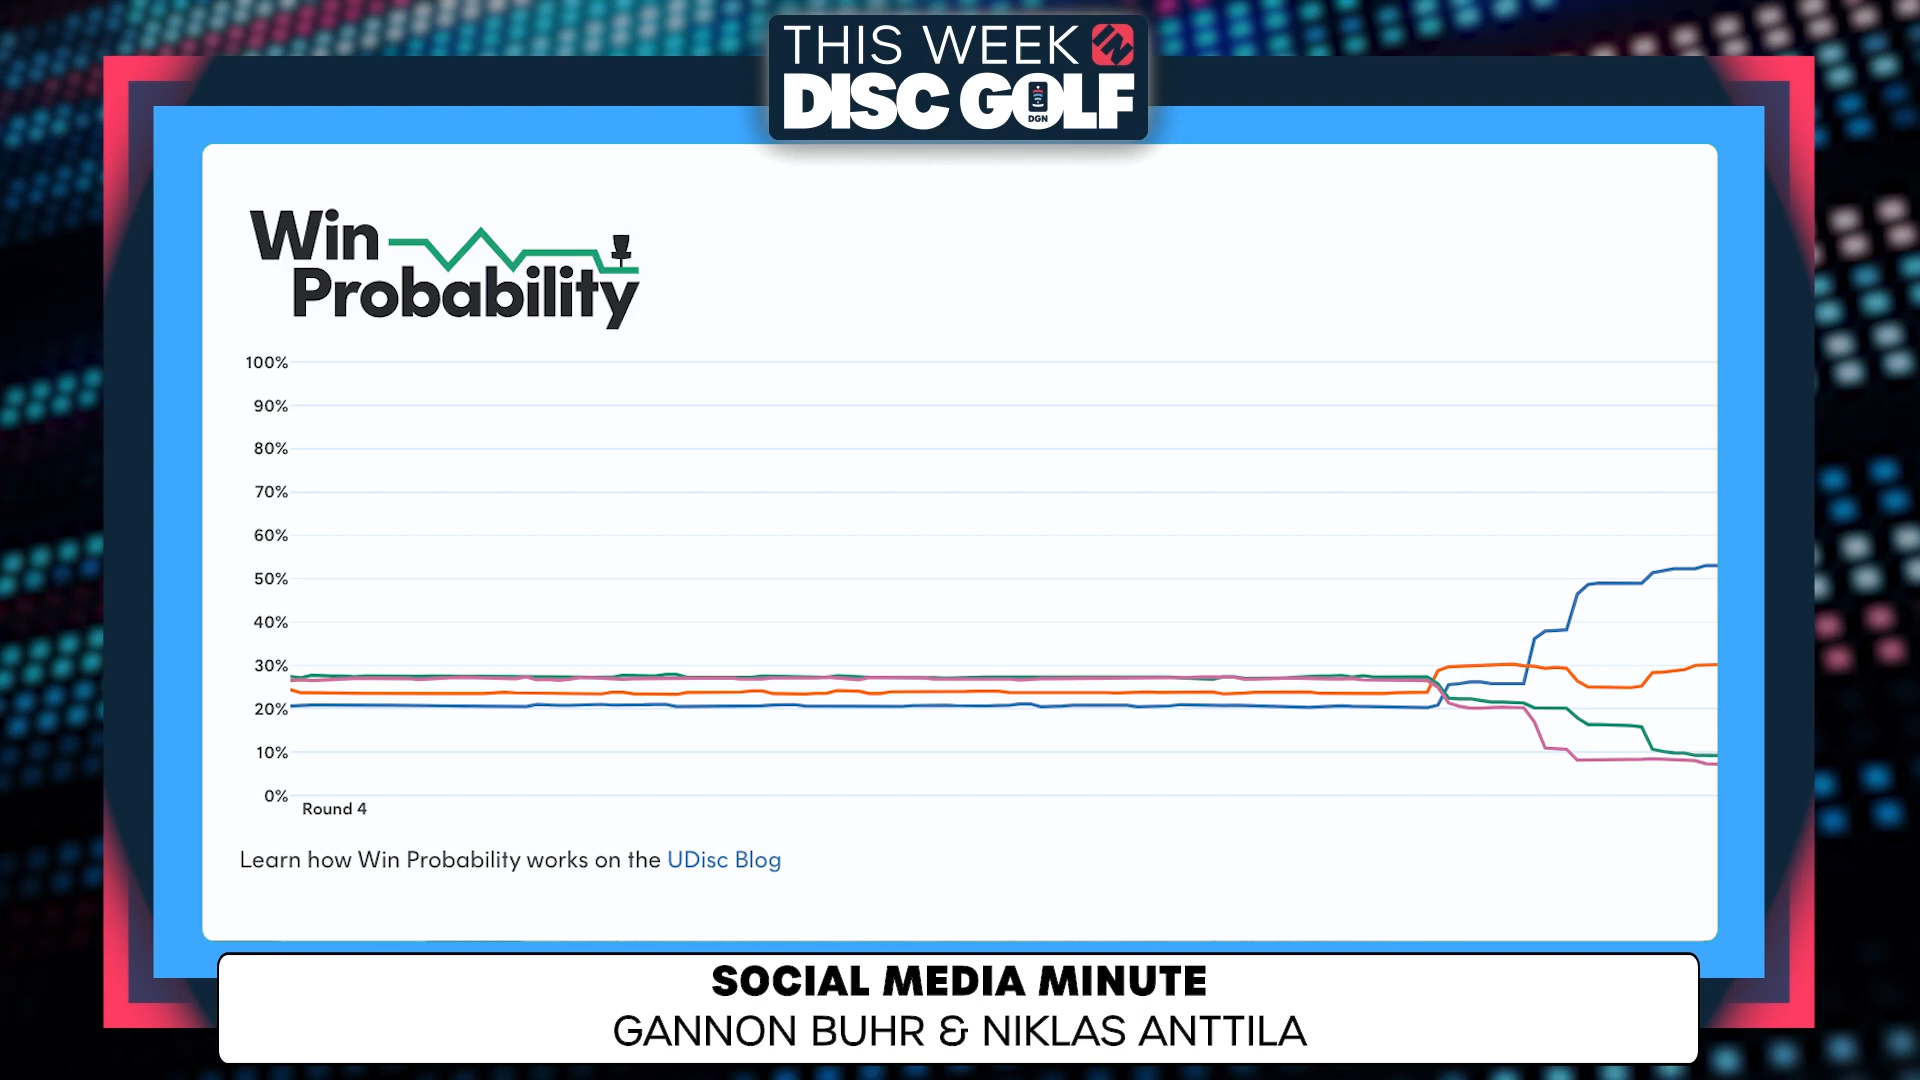 THIS WEEK IN
DISC GOLF
DGN
Win
Probability
100%
90%
80%
70%
60%
50%
40%
30%
20%
10%
0%
Round 4
Learn how Win Probability works on the UDisc Blog
SOCIAL MEDIA MINUTE
GANNON BUHR & NIKLAS ANTTILA